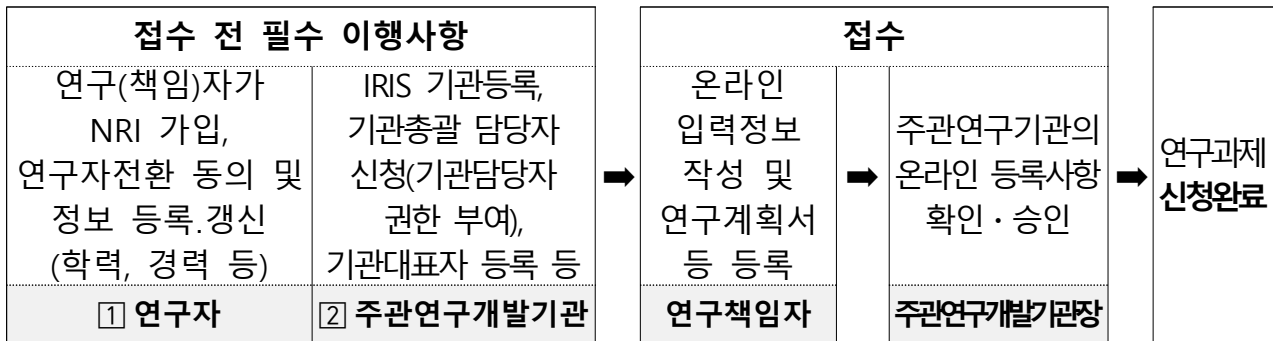 접수 전 필수 이행사항
연구(책임)자가
NRI 가입,
연구자전환 동의 및
정보 등록.갱신
(학력, 경력 등)
1 연구자
IRIS 기관등록,
기관총괄 담당자
신청(기관담당자
권한 부여),
기관대표자 등록 등
2 주관연구개발기관
➡
접수
온라인
입력정보
작성 및
연구계획서
등 등록
연구책임자
➡
주관연구기관의
온라인 등록사항
확인·승인
주관연구개발기관장
➡
연구과제
신청완료